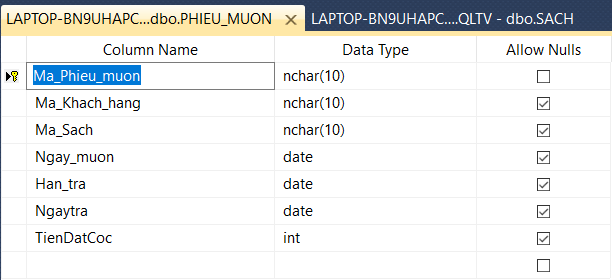 LAPTOP-BN9UHAPC...dbo.PHIEU_MUON LAPTOP-BN9UHAPC....QLTV - dbo.SACH
Column Name Data Type Allow Nulls
Ma_Phieu_muon nchar(10)
Ma_Khach_hang nchar(10)
Ma_Sach nchar(10)
Ngay_muon date
Han_tra date
Ngaytra date
TienDatCoc int